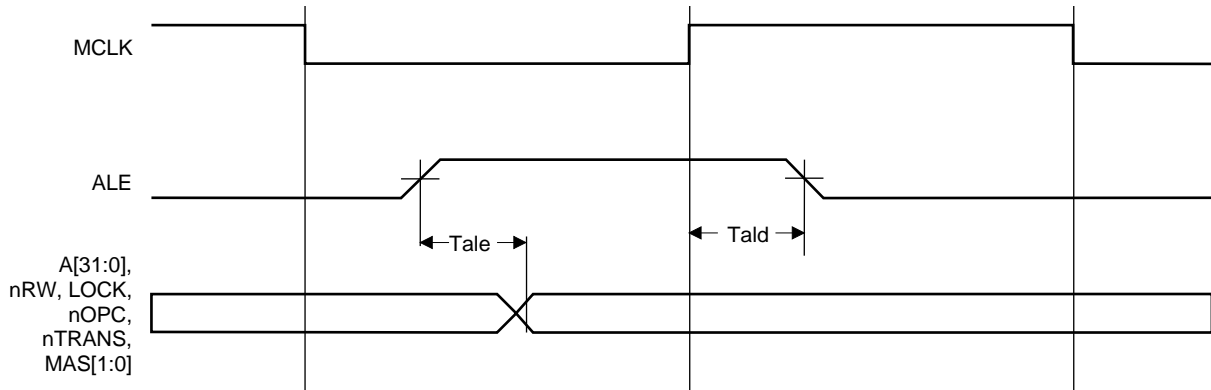 MCLK
ALE
Tale
Tald
A[31:0],
nRW, LOCK,
nOPC,
nTRANS,
MAS[1:0]